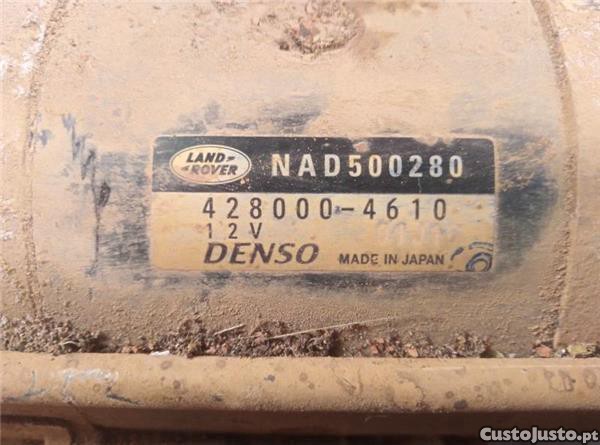 LAND-
-ROVER
NAD500280
428000-4610
12V
DENSO
MADE IN JAPAN
CustoJusto.pt